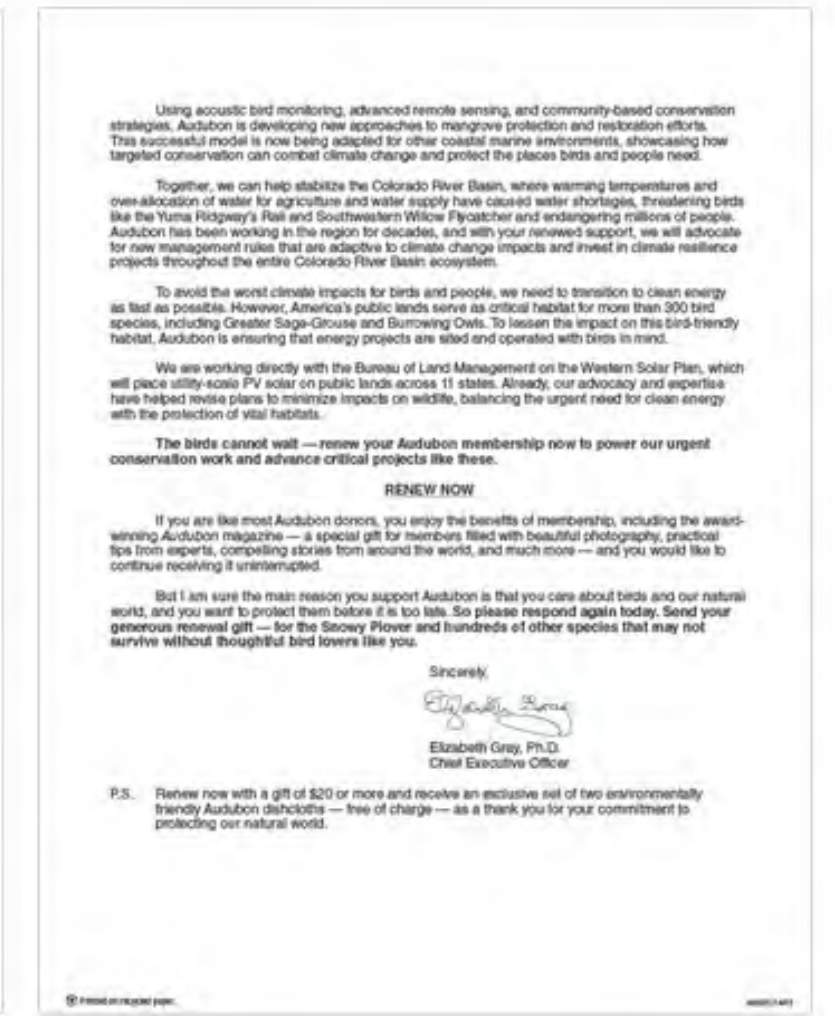 Using acoustic bird monitoring, advanced remote sensing, and community-based conservation
strategies, Audubon is developing new approaches to mangrove protection and restoration efforts.
This successful model is now being adapted for other coastal marine environments, showcasing how
targeted conservation can combat climate change and protect the places birds and people need.
Together, we can help stabilize the Colorado River Basin, where warming temperatures and
over-allocation of water for agriculture and water supply have caused water shortages, threatening birds
like the Yuma Ridgway's Rail and Southwestern Willow Flycatcher and endangering millions of people.
Audubon has been working in the region for decades, and with your renewed support, we will advocate
for new management rules that are adaptive to climate change impacts and invest in climate resilience
projects throughout the entire Colorado River Basin ecosystem.
To avoid the worst climate impacts for birds and people, we need to transition to clean energy
as fast as possible. However, America's public lands serve as critical habitat for more than 300 bird
species, including Greater Sage-Grouse and Burrowing Owls. To lessen the impact on this bird-friendly
habitat, Audubon is ensuring that energy projects are sited and operated with birds in mind.
We are working directly with the Bureau of Land Management on the Western Solar Plan, which
will place utility-scale PV solar on public lands across 11 states. Already, our advocacy and expertise
have helped revise plans to minimize impacts on wildlife, balancing the urgent need for clean energy
with the protection of vital habitats.
The birds cannot wait — renew your Audubon membership now to power our urgent
conservation work and advance critical projects like these.
RENEW NOW
If you are like most Audubon donors, you enjoy the benefits of membership, including the award-
winning Audubon magazine — a special gift for members filled with beautiful photography, practical
tips from experts, compelling stories from around the world, and much more — and you would like to
continue receiving it uninterrupted.
But I am sure the main reason you support Audubon is that you care about birds and our natural
world, and you want to protect them before it is too late. So please respond again today. Send your
generous renewal gift — for the Snowy Plover and hundreds of other species that may not
survive without thoughtful bird lovers like you.
Sincerely,
Elizabeth Gray
Elizabeth Gray, Ph.D.
Chief Executive Officer
P.S. Renew now with a gift of $20 or more and receive an exclusive set of two environmentally
friendly Audubon dishcloths — free of charge — as a thank you for your commitment to
protecting our natural world.
Printed on recycled paper.